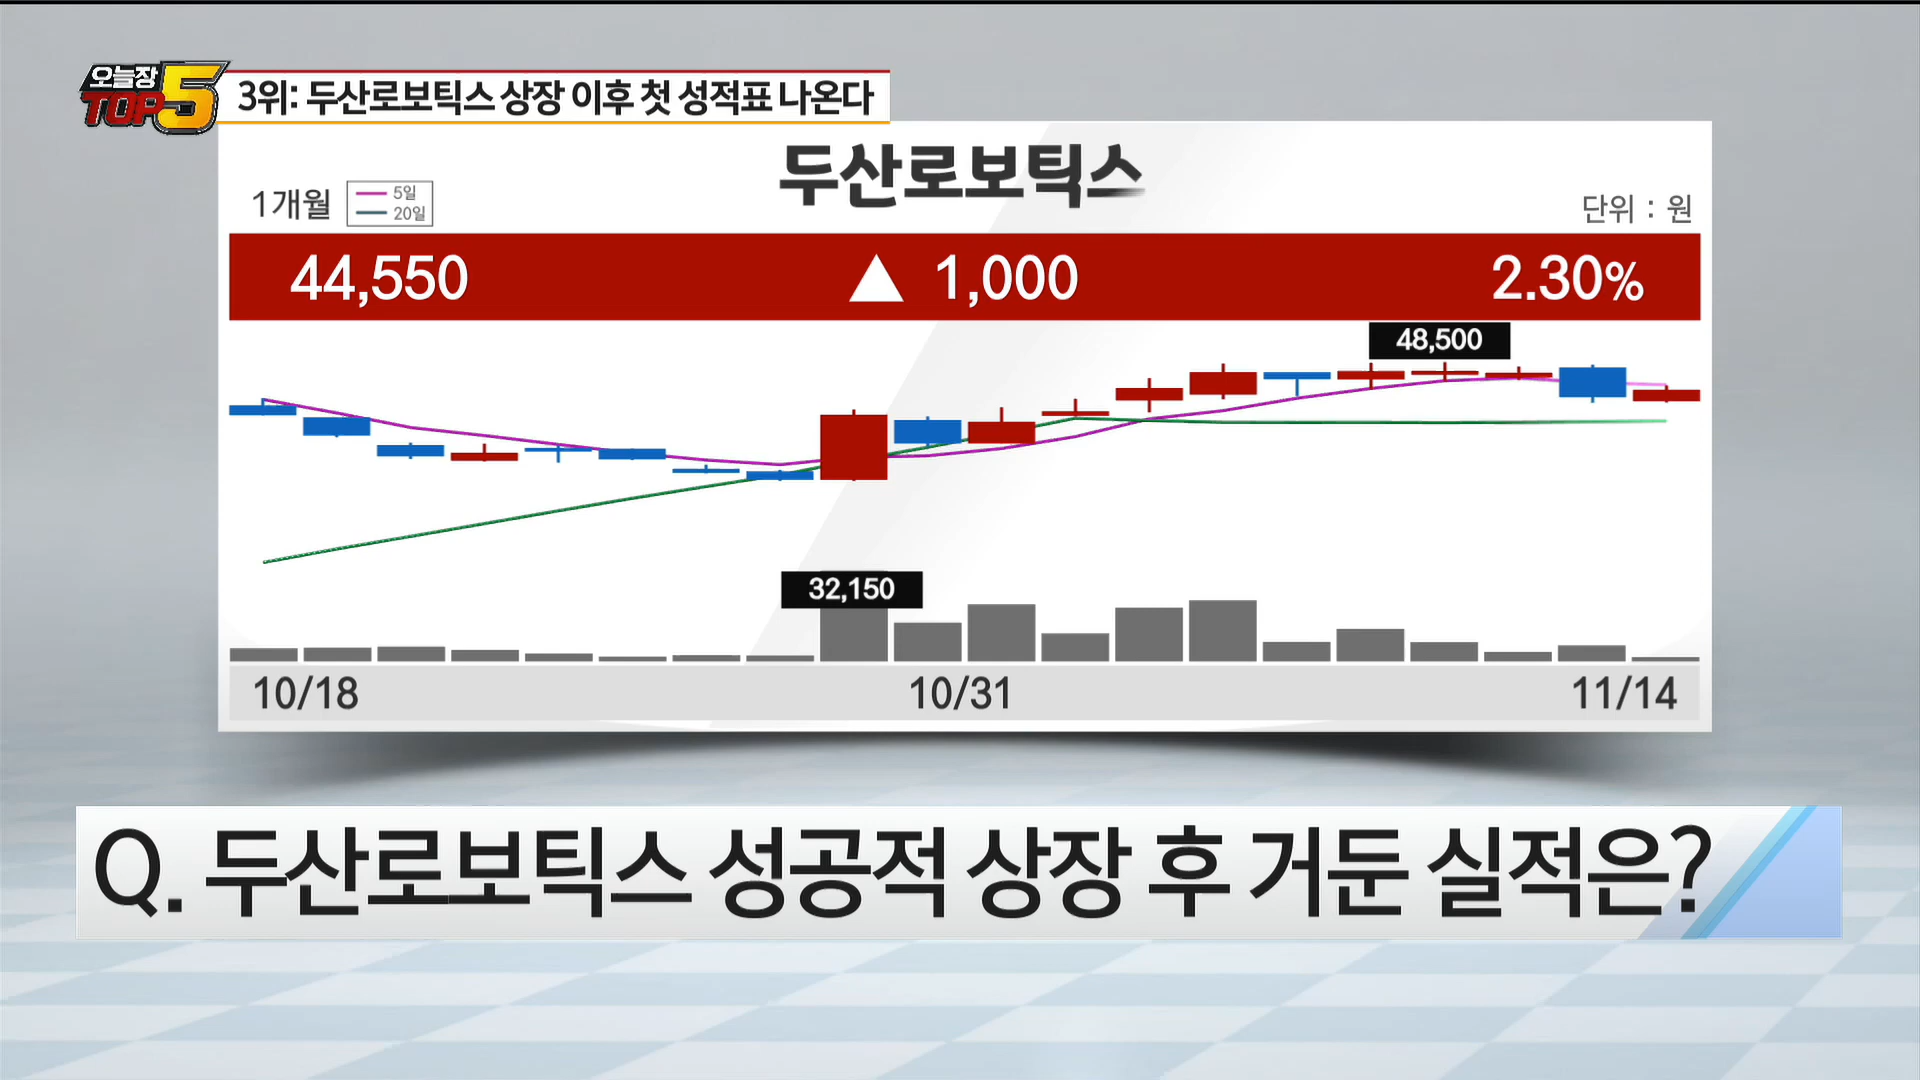 오늘장
TOP5
3위: 두산로보틱스 상장 이후 첫 성적표 나온다
두산로보틱스
1개월
5일
20일
단위 : 원
44,550 ▲ 1,000 2.30%
48,500
32,150
10/18 10/31 11/14
Q. 두산로보틱스 성공적 상장 후 거둔 실적은?